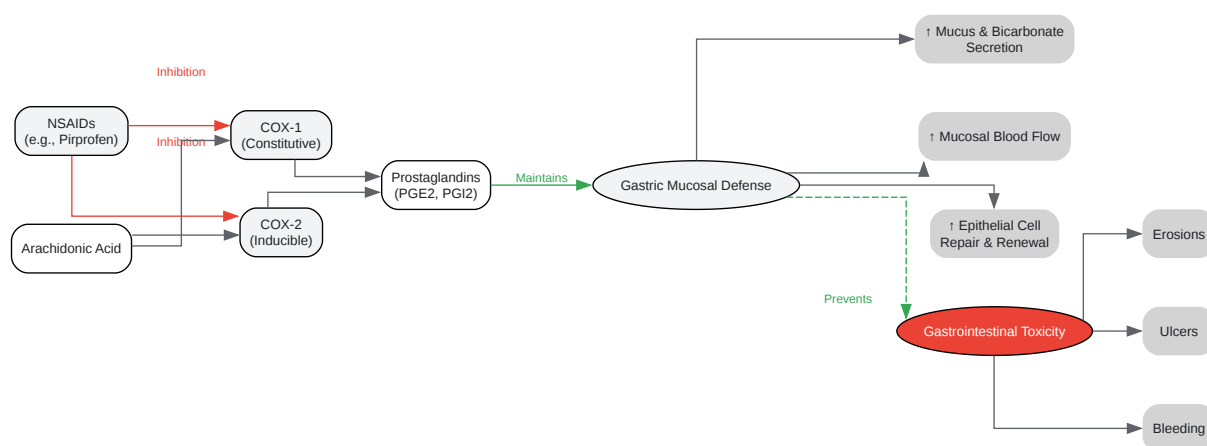 ↑ Mucus & Bicarbonate
Secretion
Inhibition
NSAIDs
(e.g., Pirprofen)
COX-1
(Constitutive)
Inhibition
↑ Mucosal Blood Flow
Prostaglandins
(PGE2, PGI2)
Maintains
Gastric Mucosal Defense
COX-2
(Inducible)
Arachidonic Acid
↑ Epithelial Cell
Repair & Renewal
Erosions
Prevents
Gastrointestinal Toxicity
Ulcers
Bleeding